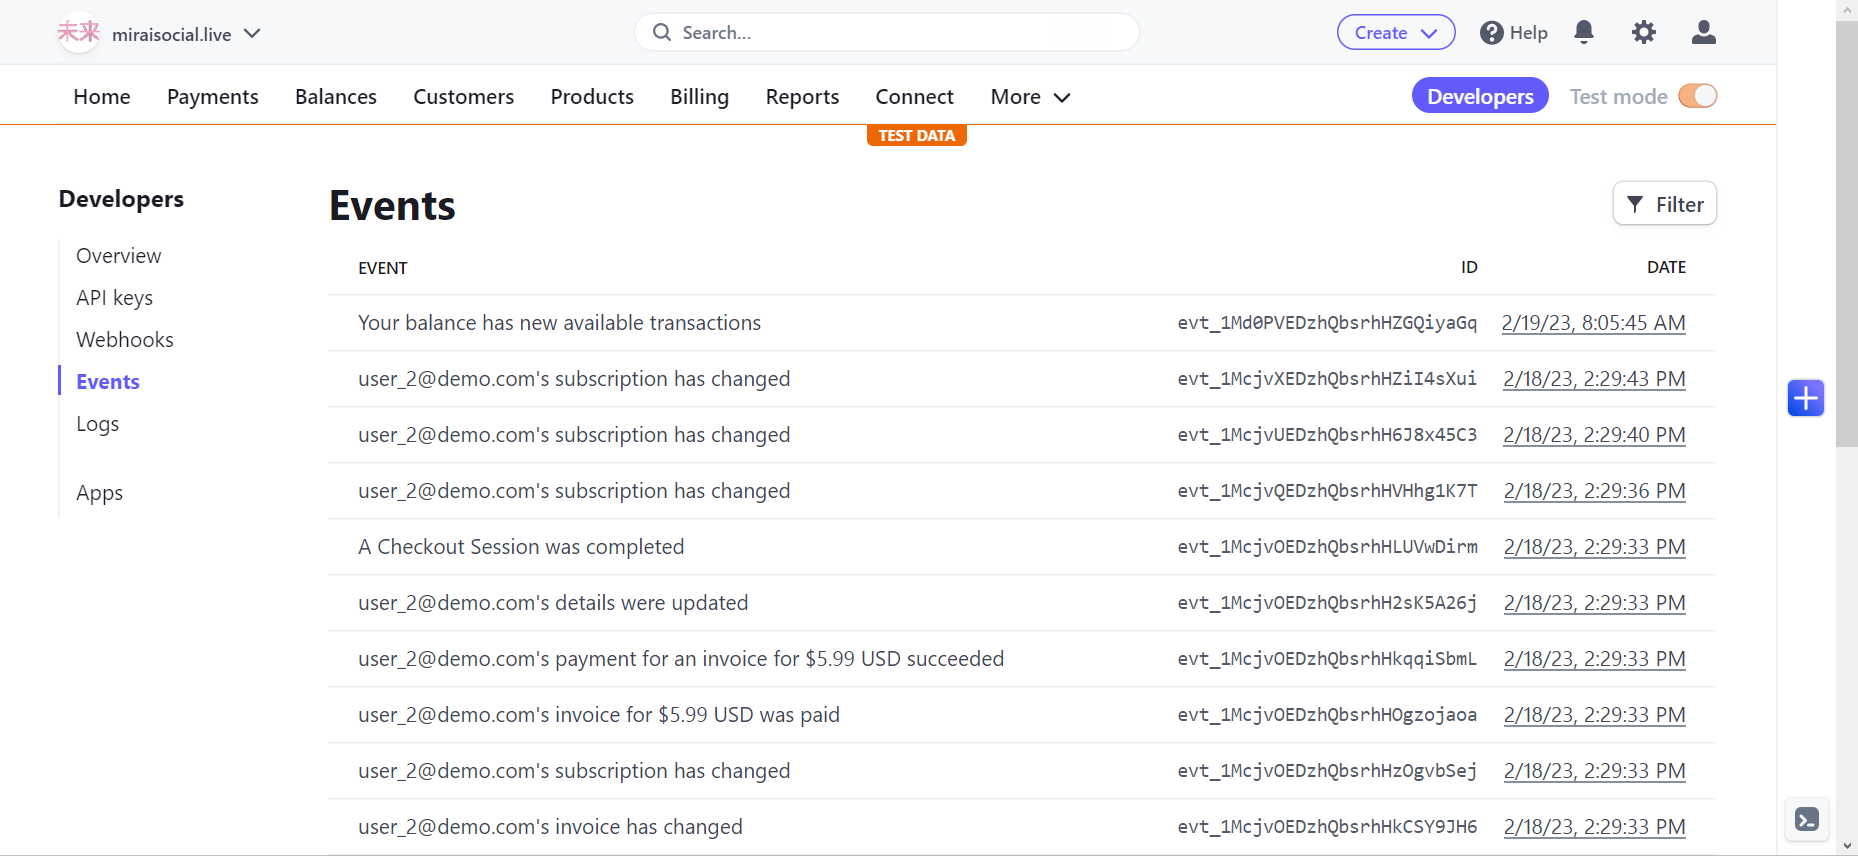 未来 miraisocial.live Search... Create Help
Home Payments Balances Customers Products Billing Reports Connect More Developers Test mode
TEST DATA
Developers
Overview
API keys
Webhooks
Events
Logs
Apps
Events Filter
EVENT ID DATE
Your balance has new available transactions evt_1Md0PVEDzhQbsrhHZGQiyaGq 2/19/23, 8:05:45 AM
user_2@demo.com's subscription has changed evt_1McjvXEDzhQbsrhHZiI4sXui 2/18/23, 2:29:43 PM
user_2@demo.com's subscription has changed evt_1McjvUEDzhQbsrhH6J8x45C3 2/18/23, 2:29:40 PM
user_2@demo.com's subscription has changed evt_1McjvQEDzhQbsrhHVHhg1K7T 2/18/23, 2:29:36 PM
A Checkout Session was completed evt_1McjvOEDzhQbsrhHLUVwDirm 2/18/23, 2:29:33 PM
user_2@demo.com's details were updated evt_1McjvOEDzhQbsrhH2sK5A26j 2/18/23, 2:29:33 PM
user_2@demo.com's payment for an invoice for $5.99 USD succeeded evt_1McjvOEDzhQbsrhHkqqiSbmL 2/18/23, 2:29:33 PM
user_2@demo.com's invoice for $5.99 USD was paid evt_1McjvOEDzhQbsrhHOgzojaoa 2/18/23, 2:29:33 PM
user_2@demo.com's subscription has changed evt_1McjvOEDzhQbsrhHzOgvbSej 2/18/23, 2:29:33 PM
user_2@demo.com's invoice has changed evt_1McjvOEDzhQbsrhHkCSY9JH6 2/18/23, 2:29:33 PM